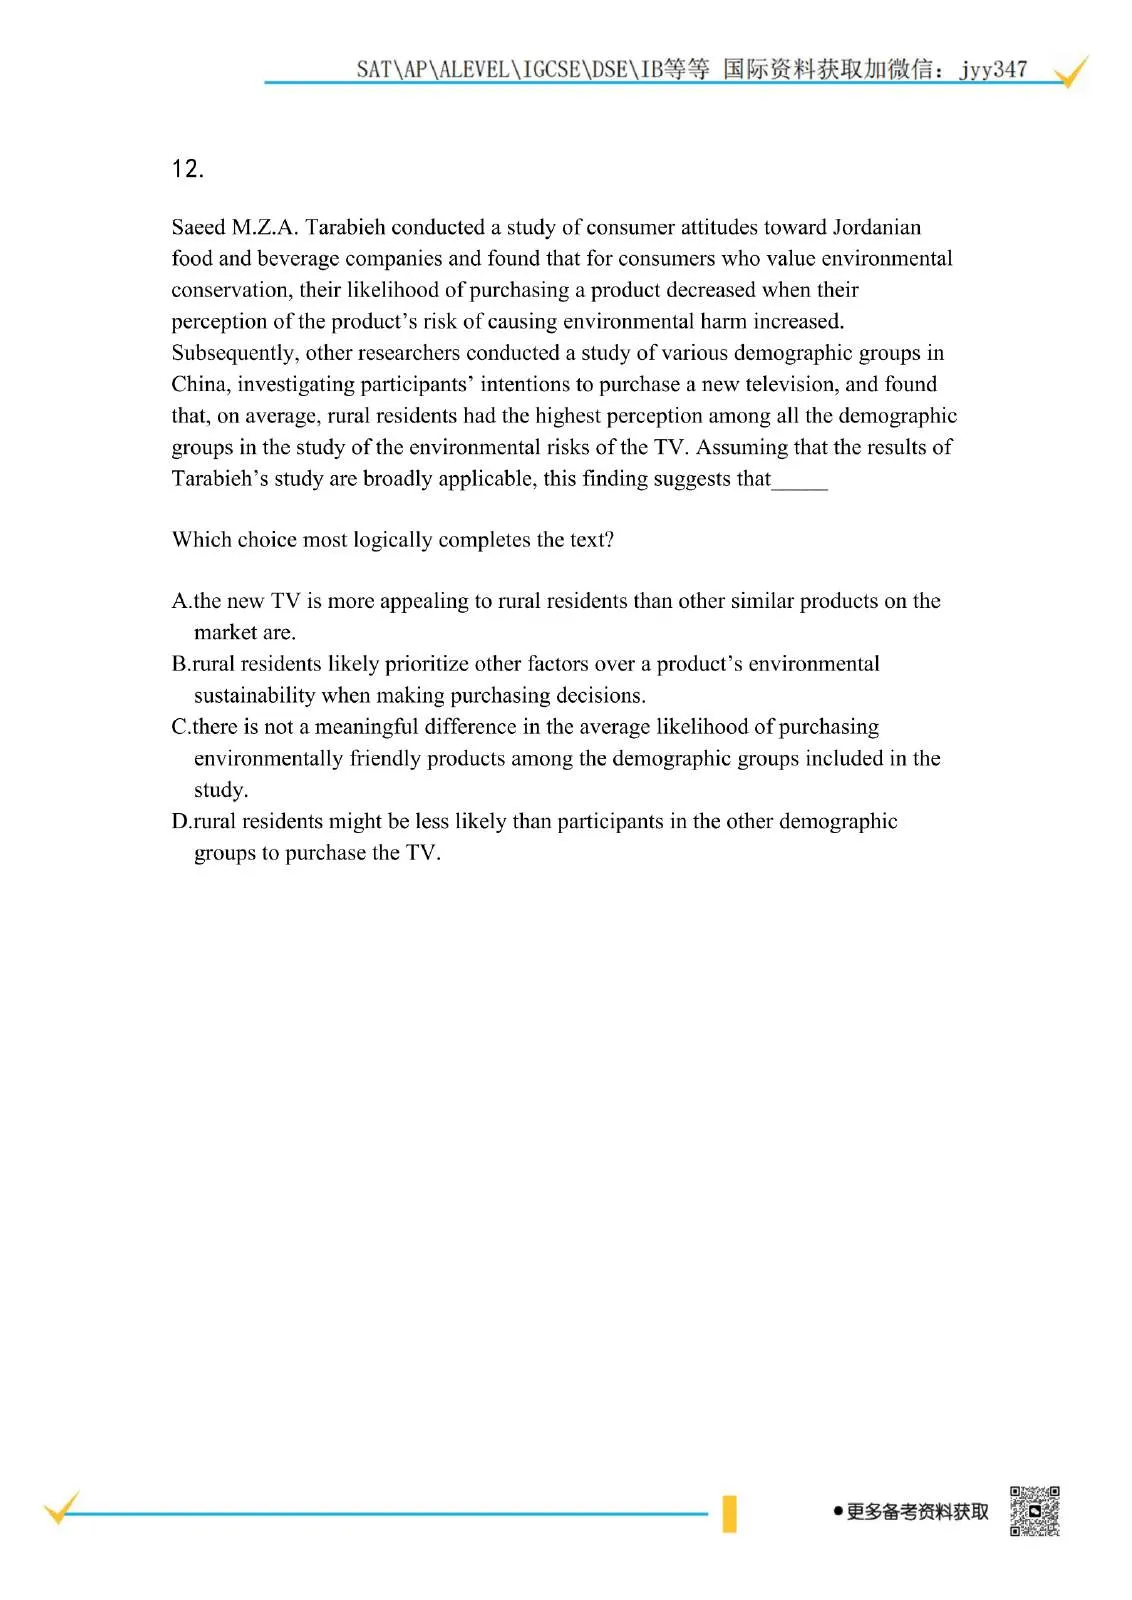 SAT\AP\ALEVEL\IGCSE\DSE\IB等等 国际资料获取加微信：jyy347
12.
Saeed M.Z.A. Tarabieh conducted a study of consumer attitudes toward Jordanian
food and beverage companies and found that for consumers who value environmental
conservation, their likelihood of purchasing a product decreased when their
perception of the product’s risk of causing environmental harm increased.
Subsequently, other researchers conducted a study of various demographic groups in
China, investigating participants’ intentions to purchase a new television, and found
that, on average, rural residents had the highest perception among all the demographic
groups in the study of the environmental risks of the TV. Assuming that the results of
Tarabieh’s study are broadly applicable, this finding suggests that_____
Which choice most logically completes the text?
A.the new TV is more appealing to rural residents than other similar products on the
market are.
B.rural residents likely prioritize other factors over a product’s environmental
sustainability when making purchasing decisions.
C.there is not a meaningful difference in the average likelihood of purchasing
environmentally friendly products among the demographic groups included in the
study.
D.rural residents might be less likely than participants in the other demographic
groups to purchase the TV.
●更多备考资料获取